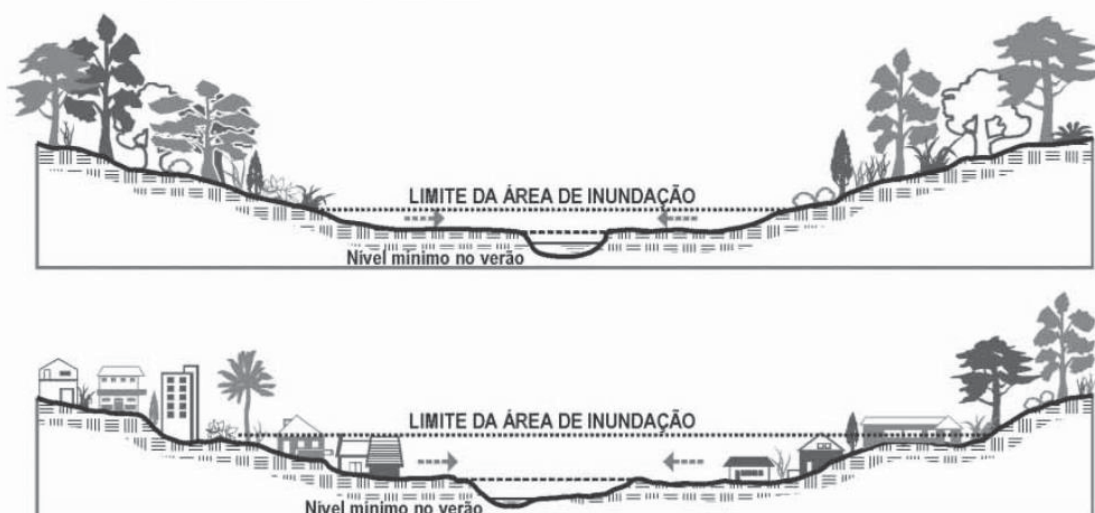 LIMITE DA ÁREA DE INUNDAÇÃO
Nível mínimo no verão
LIMITE DA ÁREA DE INUNDAÇÃO
Nível mínimo no verão